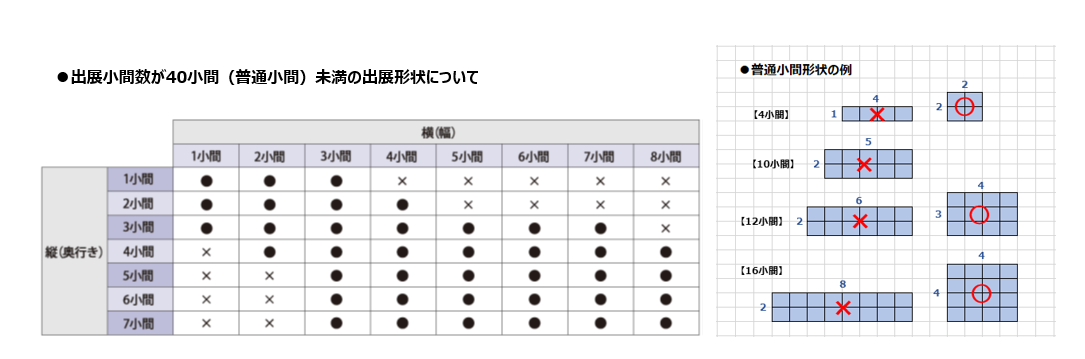 ●出展小間数が40小間（普通小間）未満の出展形状について
横(幅)
1小間 2小間 3小間 4小間 5小間 6小間 7小間 8小間
縦(奥行き)
1小間 ● ● ● × × × × ×
2小間 ● ● ● ● × × × ×
3小間 ● ● ● ● ● ● ● ×
4小間 × ● ● ● ● ● ● ●
5小間 × × ● ● ● ● ● ●
6小間 × × ● ● ● ● ● ●
7小間 × × ● ● ● ● ● ●
●普通小間形状の例
【4小間】 1 4 2 2
【10小間】 2 5
【12小間】 2 6 3 4
【16小間】 2 8 4 4